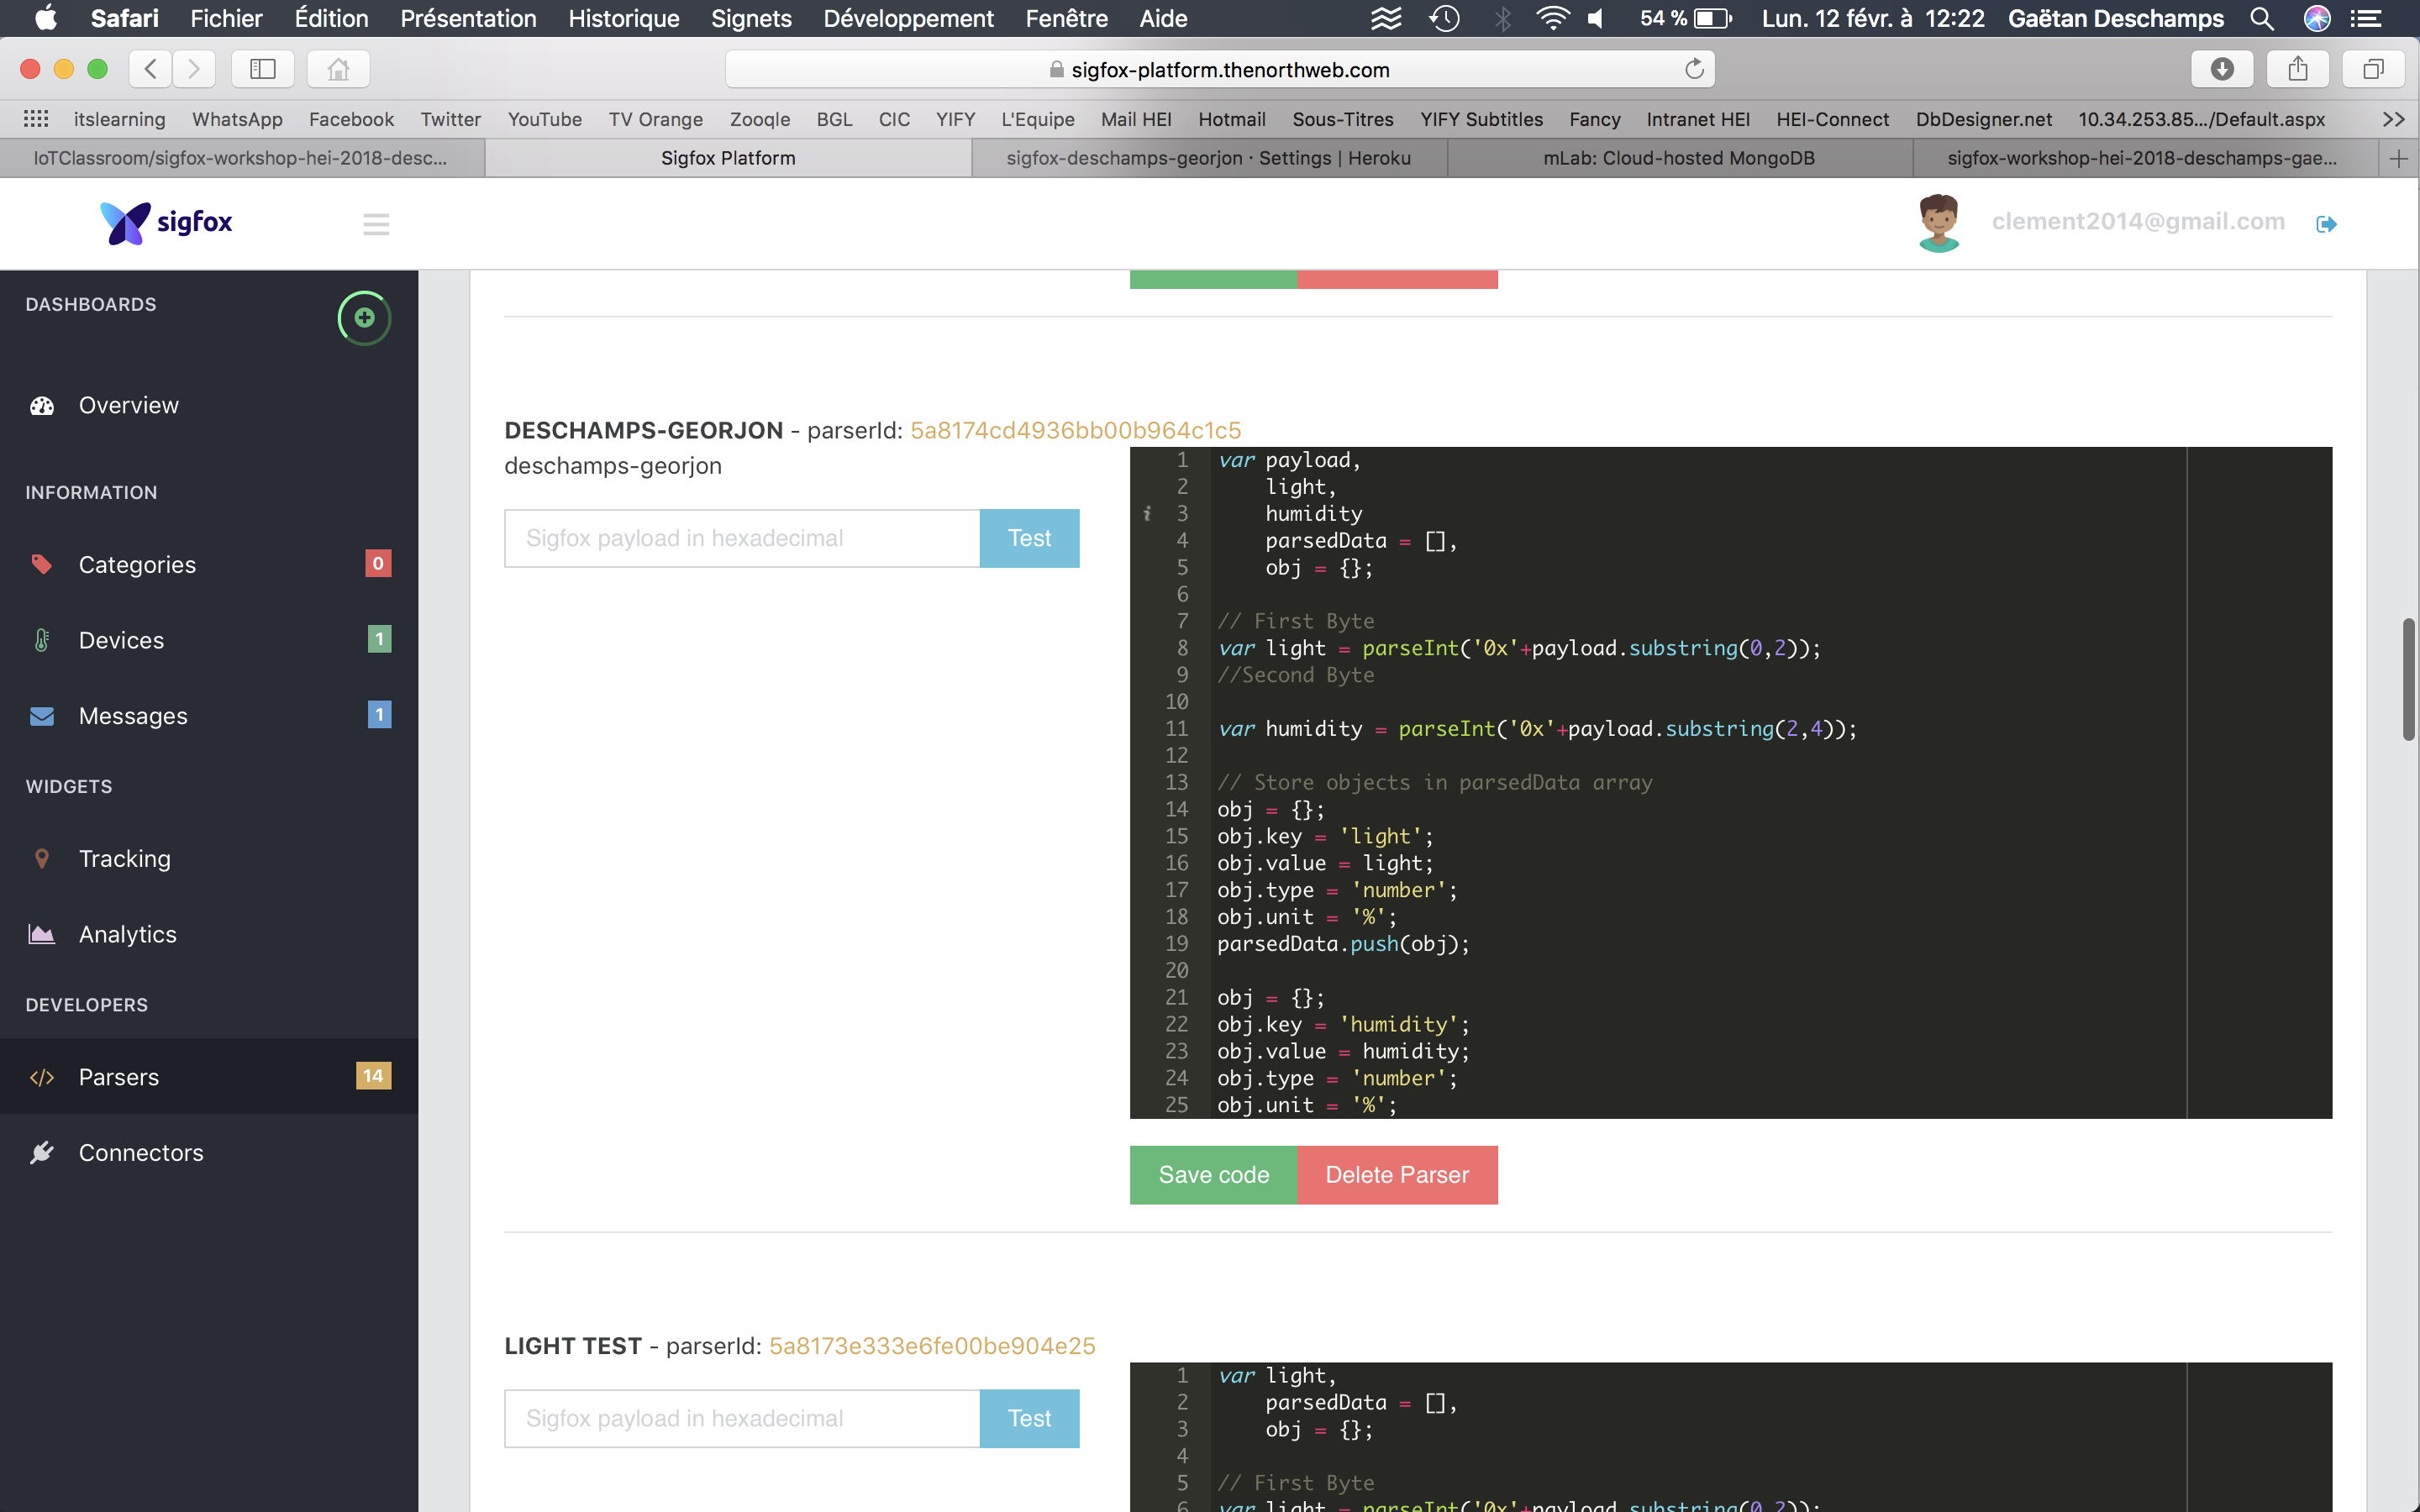 Safari Fichier Édition Présentation Historique Signets Développement Fenêtre Aide 54 % Lun. 12 févr. à 12:22 Gaëtan Deschamps
sigfox-platform.thenorthweb.com
itslearning WhatsApp Facebook Twitter YouTube TV Orange Zooqle BGL CIC YIFY L'Equipe Mail HEI Hotmail Sous-Titres YIFY Subtitles Fancy Intranet HEI HEI-Connect DbDesigner.net 10.34.253.85.../Default.aspx >>
IoTClassroom/sigfox-workshop-hei-2018-desc... Sigfox Platform sigfox-deschamps-georjon · Settings | Heroku mLab: Cloud-hosted MongoDB sigfox-workshop-hei-2018-deschamps-gae... +
sigfox clement2014@gmail.com
DASHBOARDS
Overview
INFORMATION
Categories 0
Devices 1
Messages 1
WIDGETS
Tracking
Analytics
DEVELOPERS
Parsers 14
Connectors
DESCHAMPS-GEORJON - parserId: 5a8174cd4936bb00b964c1c5
deschamps-georjon
Sigfox payload in hexadecimal Test
1 var payload,
2 light,
i 3 humidity
4 parsedData = [],
5 obj = {};
6
7 // First Byte
8 var light = parseInt('0x'+payload.substring(0,2));
9 //Second Byte
10
11 var humidity = parseInt('0x'+payload.substring(2,4));
12
13 // Store objects in parsedData array
14 obj = {};
15 obj.key = 'light';
16 obj.value = light;
17 obj.type = 'number';
18 obj.unit = '%';
19 parsedData.push(obj);
20
21 obj = {};
22 obj.key = 'humidity';
23 obj.value = humidity;
24 obj.type = 'number';
25 obj.unit = '%';
Save code Delete Parser
LIGHT TEST - parserId: 5a8173e333e6fe00be904e25
Sigfox payload in hexadecimal Test
1 var light,
2 parsedData = [],
3 obj = {};
4
5 // First Byte
6 var light = parseInt('0x'+payload.substring(0,2));